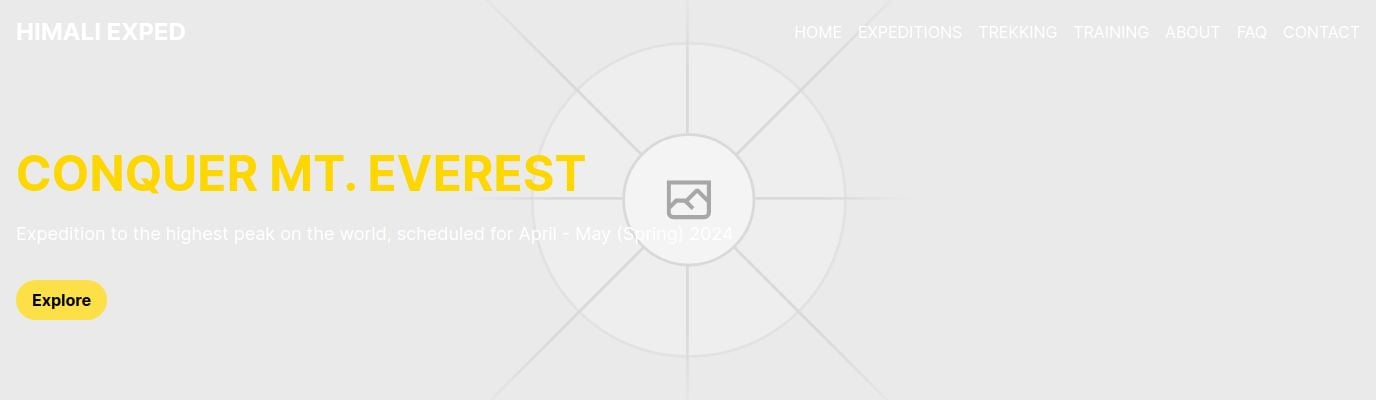 HIMALI EXPED
HOME EXPEDITIONS TREKKING TRAINING ABOUT FAQ CONTACT
CONQUER MT. EVEREST
Expedition to the highest peak on the world, scheduled for April - May (Spring) 2024
Explore